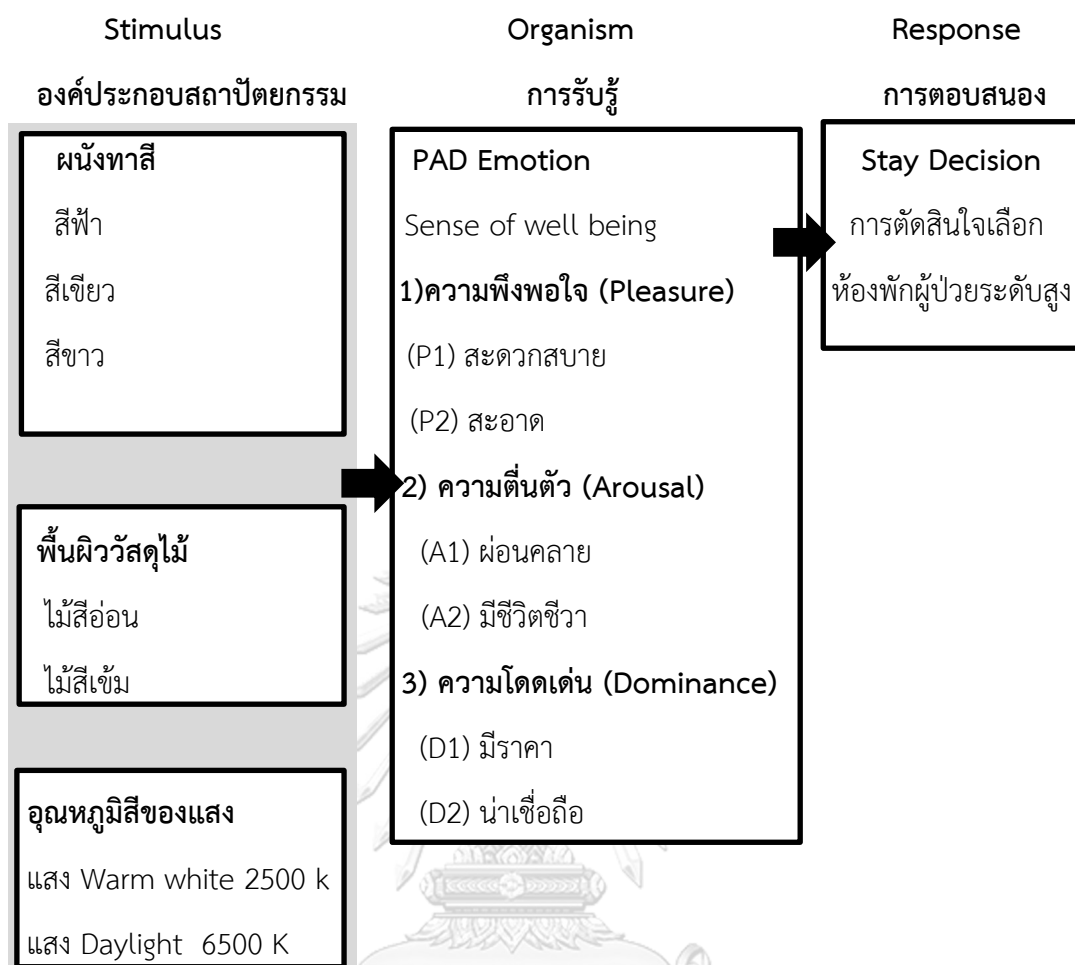 Stimulus
องค์ประกอบสถาปัตยกรรม
ผนังทาสี
สีฟ้า
สีเขียว
สีขาว
พื้นผิววัสดุไม้
ไม้สีอ่อน
ไม้สีเข้ม
อุณหภูมิสีของแสง
แสง Warm white 2500 k
แสง Daylight 6500 K
Organism
การรับรู้
PAD Emotion
Sense of well being
1)ความพึงพอใจ (Pleasure)
(P1) สะดวกสบาย
(P2) สะอาด
2) ความตื่นตัว (Arousal)
(A1) ผ่อนคลาย
(A2) มีชีวิตชีวา
3) ความโดดเด่น (Dominance)
(D1) มีราคา
(D2) น่าเชื่อถือ
Response
การตอบสนอง
Stay Decision
การตัดสินใจเลือก
ห้องพักผู้ป่วยระดับสูง